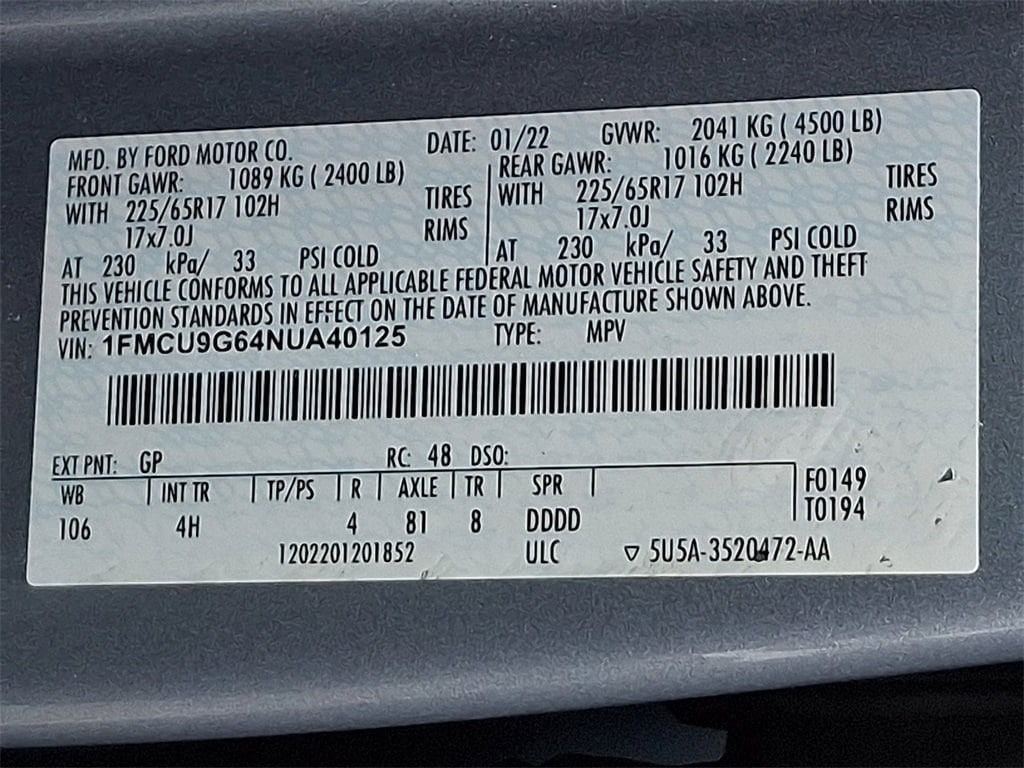 MFD. BY FORD MOTOR CO. DATE: 01/22 GVWR: 2041 KG ( 4500 LB)
FRONT GAWR: 1089 KG ( 2400 LB) REAR GAWR: 1016 KG ( 2240 LB)
WITH 225/65R17 102H TIRES WITH 225/65R17 102H TIRES
17x7.0J RIMS 17x7.0J RIMS
AT 230 kPa/ 33 PSI COLD AT 230 kPa/ 33 PSI COLD
THIS VEHICLE CONFORMS TO ALL APPLICABLE FEDERAL MOTOR VEHICLE SAFETY AND THEFT
PREVENTION STANDARDS IN EFFECT ON THE DATE OF MANUFACTURE SHOWN ABOVE.
VIN: 1FMCU9G64NUA40125 TYPE: MPV
EXT PNT: GP RC: 48 DSO:
WB INT TR TP/PS R AXLE TR SPR F0149
106 4H 4 81 8 DDDD T0194
1202201201852 ULC ▽ 5U5A-3520472-AA